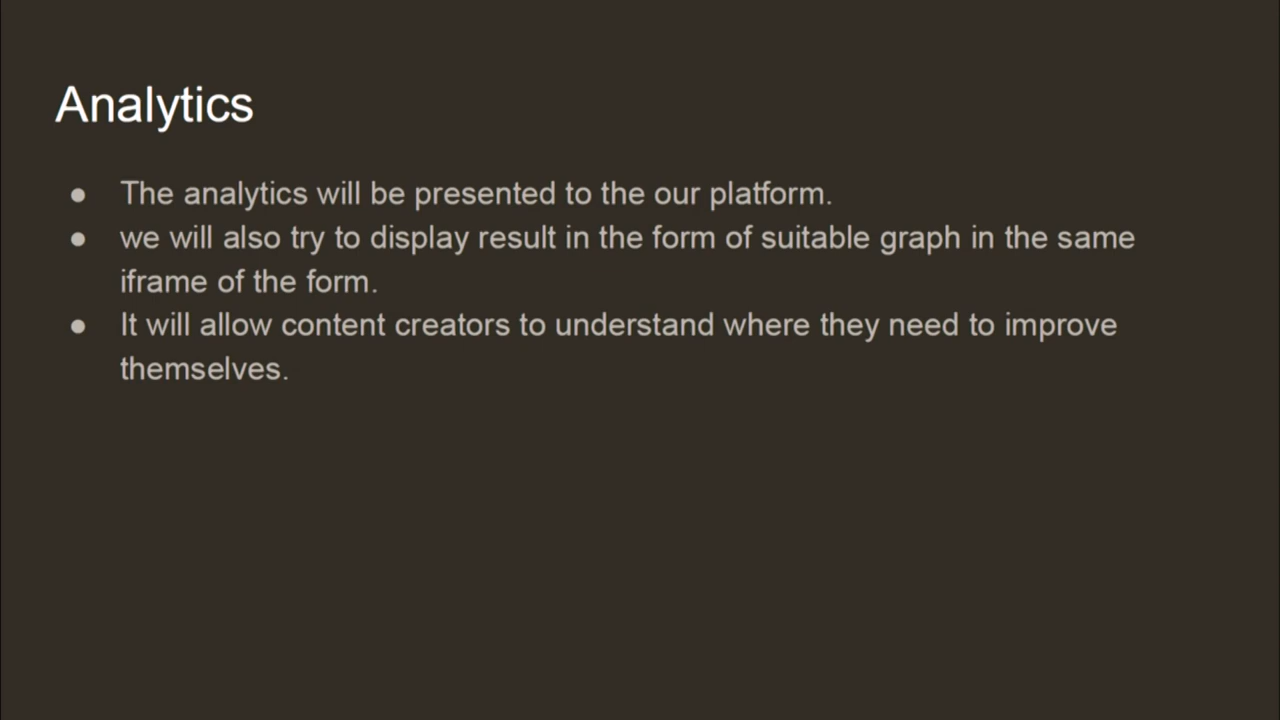 Analytics
● The analytics will be presented to the our platform.
● we will also try to display result in the form of suitable graph in the same
iframe of the form.
● It will allow content creators to understand where they need to improve
themselves.